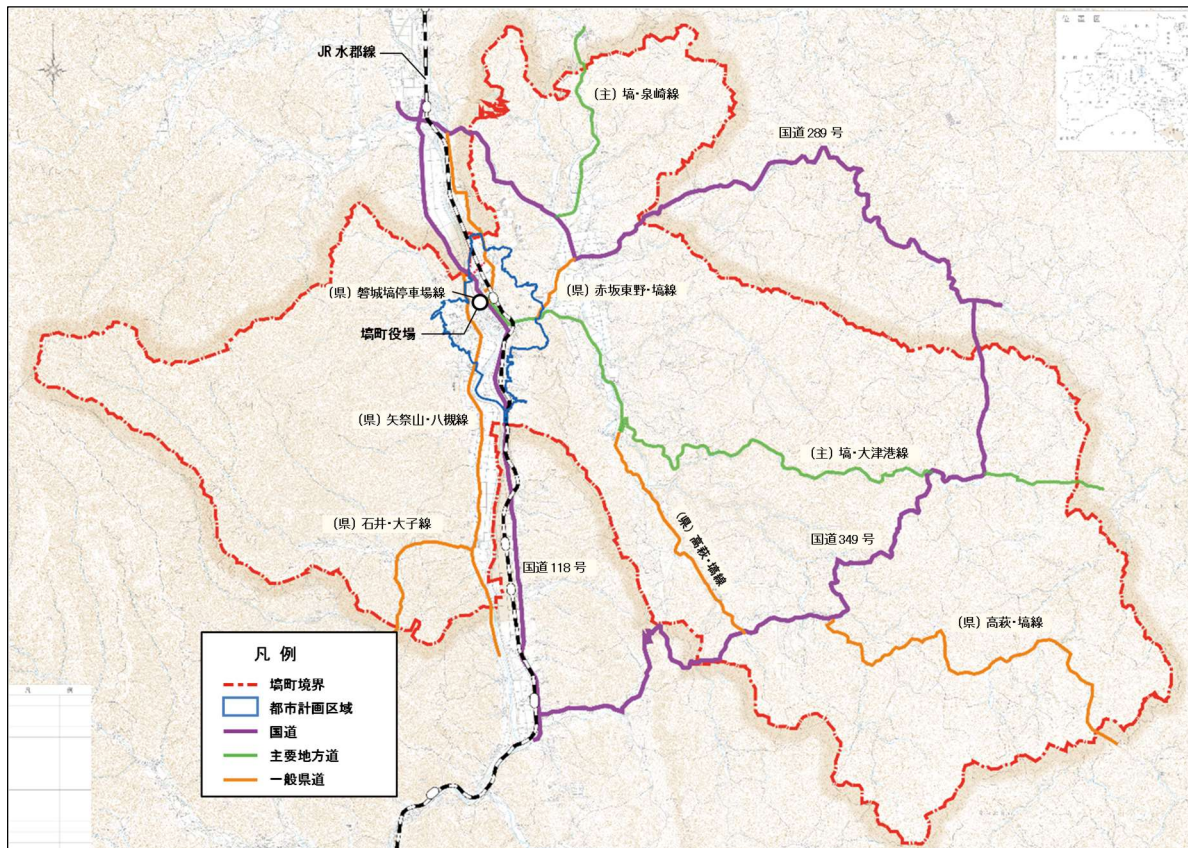 JR 水郡線
(主) 塙・泉崎線
国道289 号
(県) 磐城塙停車場線
(県) 赤坂東野・塙線
塙町役場
(県) 矢祭山・八槻線
(主) 塙・大津港線
(県) 石井・大子線
(県) 高萩・塙線
国道349 号
国道118 号
(県) 高萩・塙線
凡 例
塙町境界
都市計画区域
国道
主要地方道
一般県道
凡 例